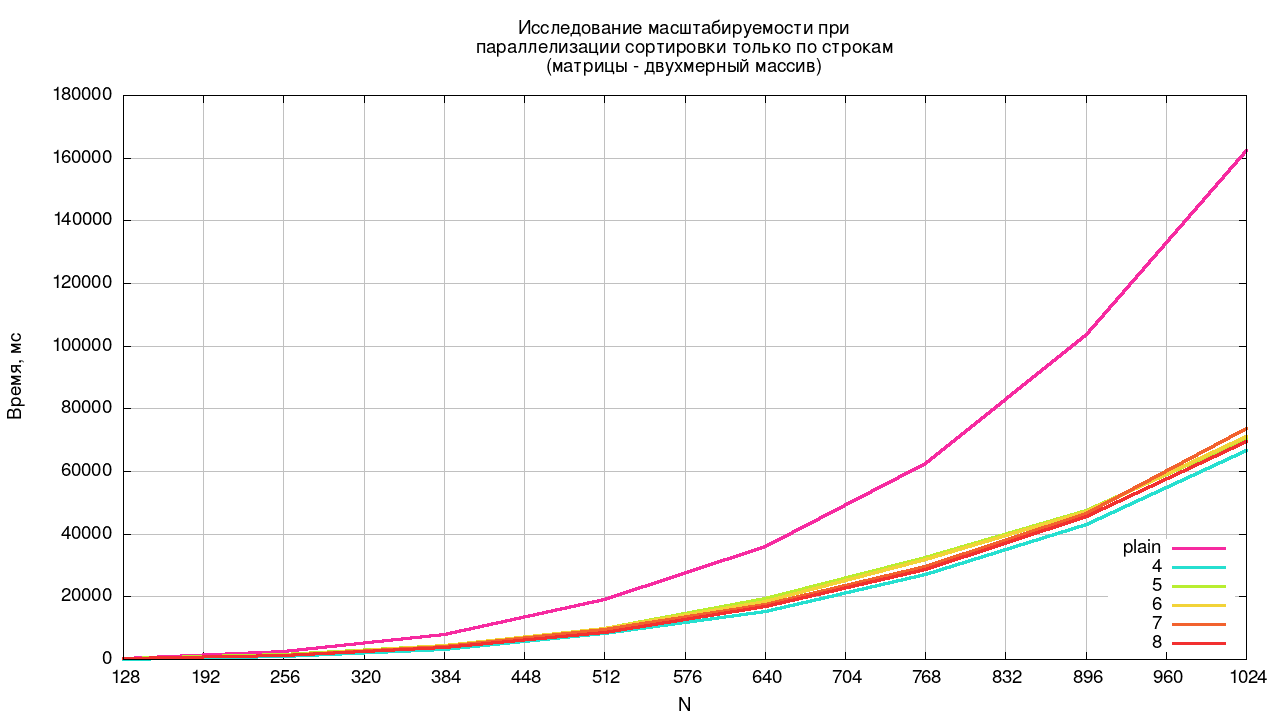 Исследование масштабируемости при
параллелизации сортировки только по строкам
(матрицы - двухмерный массив)
180000
160000
140000
120000
100000
80000
60000
40000
20000
0
Время, мс
128 192 256 320 384 448 512 576 640 704 768 832 896 960 1024
N
plain
4
5
6
7
8